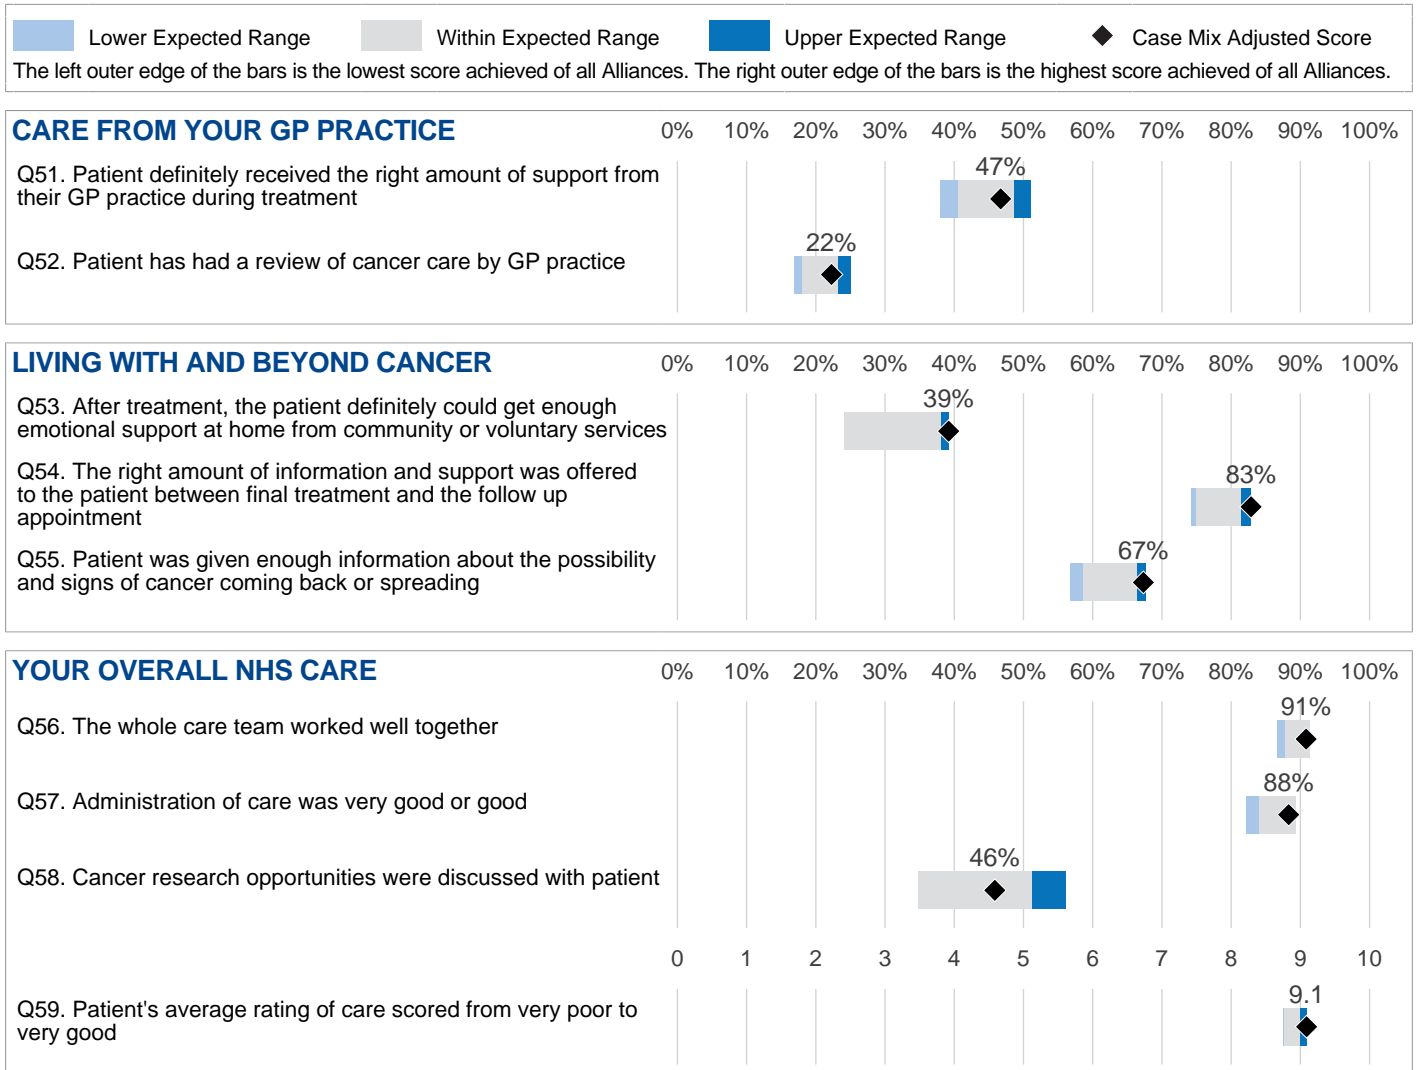 Lower Expected Range Within Expected Range Upper Expected Range Case Mix Adjusted Score
The left outer edge of the bars is the lowest score achieved of all Alliances. The right outer edge of the bars is the highest score achieved of all Alliances.
CARE FROM YOUR GP PRACTICE 0% 10% 20% 30% 40% 50% 60% 70% 80% 90% 100%
47%
Q51. Patient definitely received the right amount of support from
their GP practice during treatment
22%
Q52. Patient has had a review of cancer care by GP practice
LIVING WITH AND BEYOND CANCER 0% 10% 20% 30% 40% 50% 60% 70% 80% 90% 100%
39%
Q53. After treatment, the patient definitely could get enough
emotional support at home from community or voluntary services
Q54. The right amount of information and support was offered
83%
to the patient between final treatment and the follow up
appointment
67%
Q55. Patient was given enough information about the possibility
and signs of cancer coming back or spreading
YOUR OVERALL NHS CARE 0% 10% 20% 30% 40% 50% 60% 70% 80% 90% 100%
91%
Q56. The whole care team worked well together
88%
Q57. Administration of care was very good or good
46%
Q58. Cancer research opportunities were discussed with patient
0 1 2 3 4 5 6 7 8 9 10
9.1
Q59. Patient's average rating of care scored from very poor to
very good